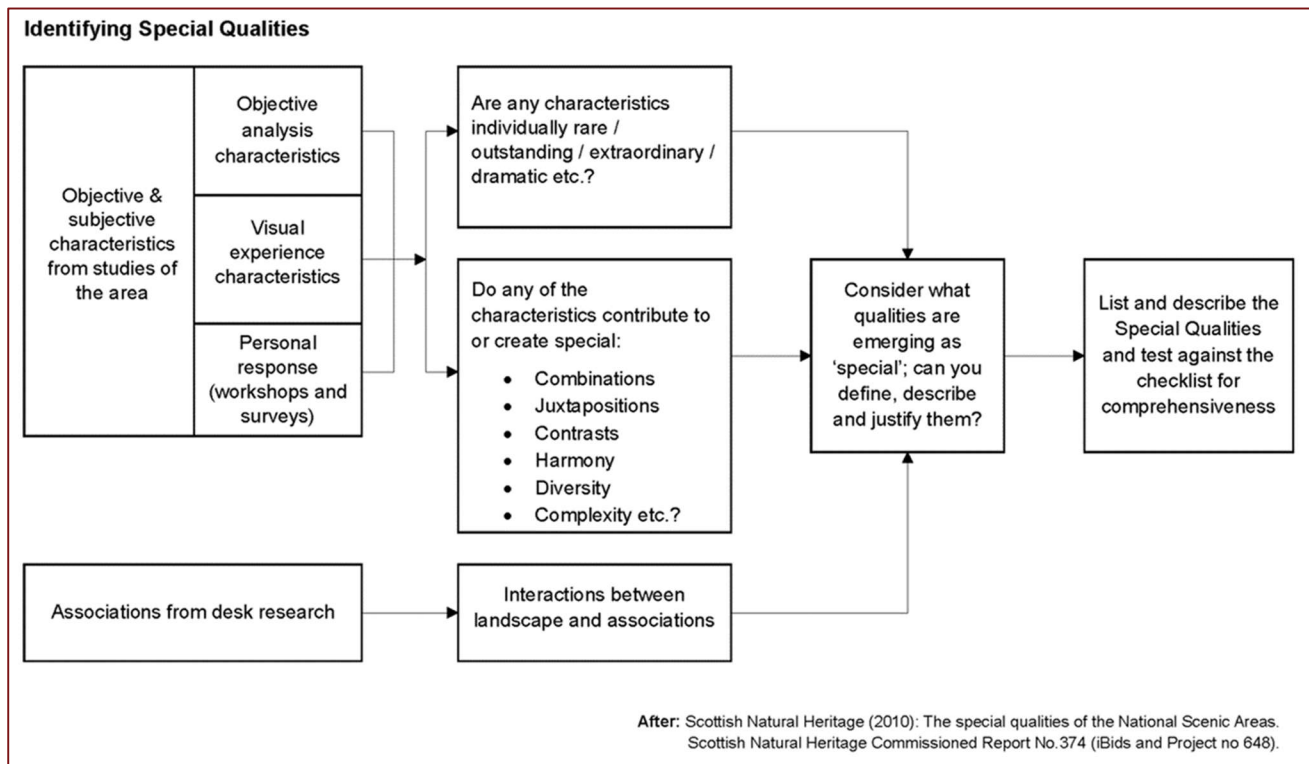 Identifying Special Qualities
Objective &
subjective
characteristics
from studies of
the area
Objective
analysis
characteristics
Visual
experience
characteristics
Personal
response
(workshops and
surveys)
Are any characteristics
individually rare /
outstanding / extraordinary /
dramatic etc.?
Do any of the
characteristics contribute to
or create special:
• Combinations
• Juxtapositions
• Contrasts
• Harmony
• Diversity
• Complexity etc.?
Consider what
qualities are
emerging as
‘special’; can you
define, describe
and justify them?
List and describe the
Special Qualities
and test against the
checklist for
comprehensiveness
Associations from desk research
Interactions between
landscape and associations
After: Scottish Natural Heritage (2010): The special qualities of the National Scenic Areas.
Scottish Natural Heritage Commissioned Report No.374 (iBids and Project no 648).